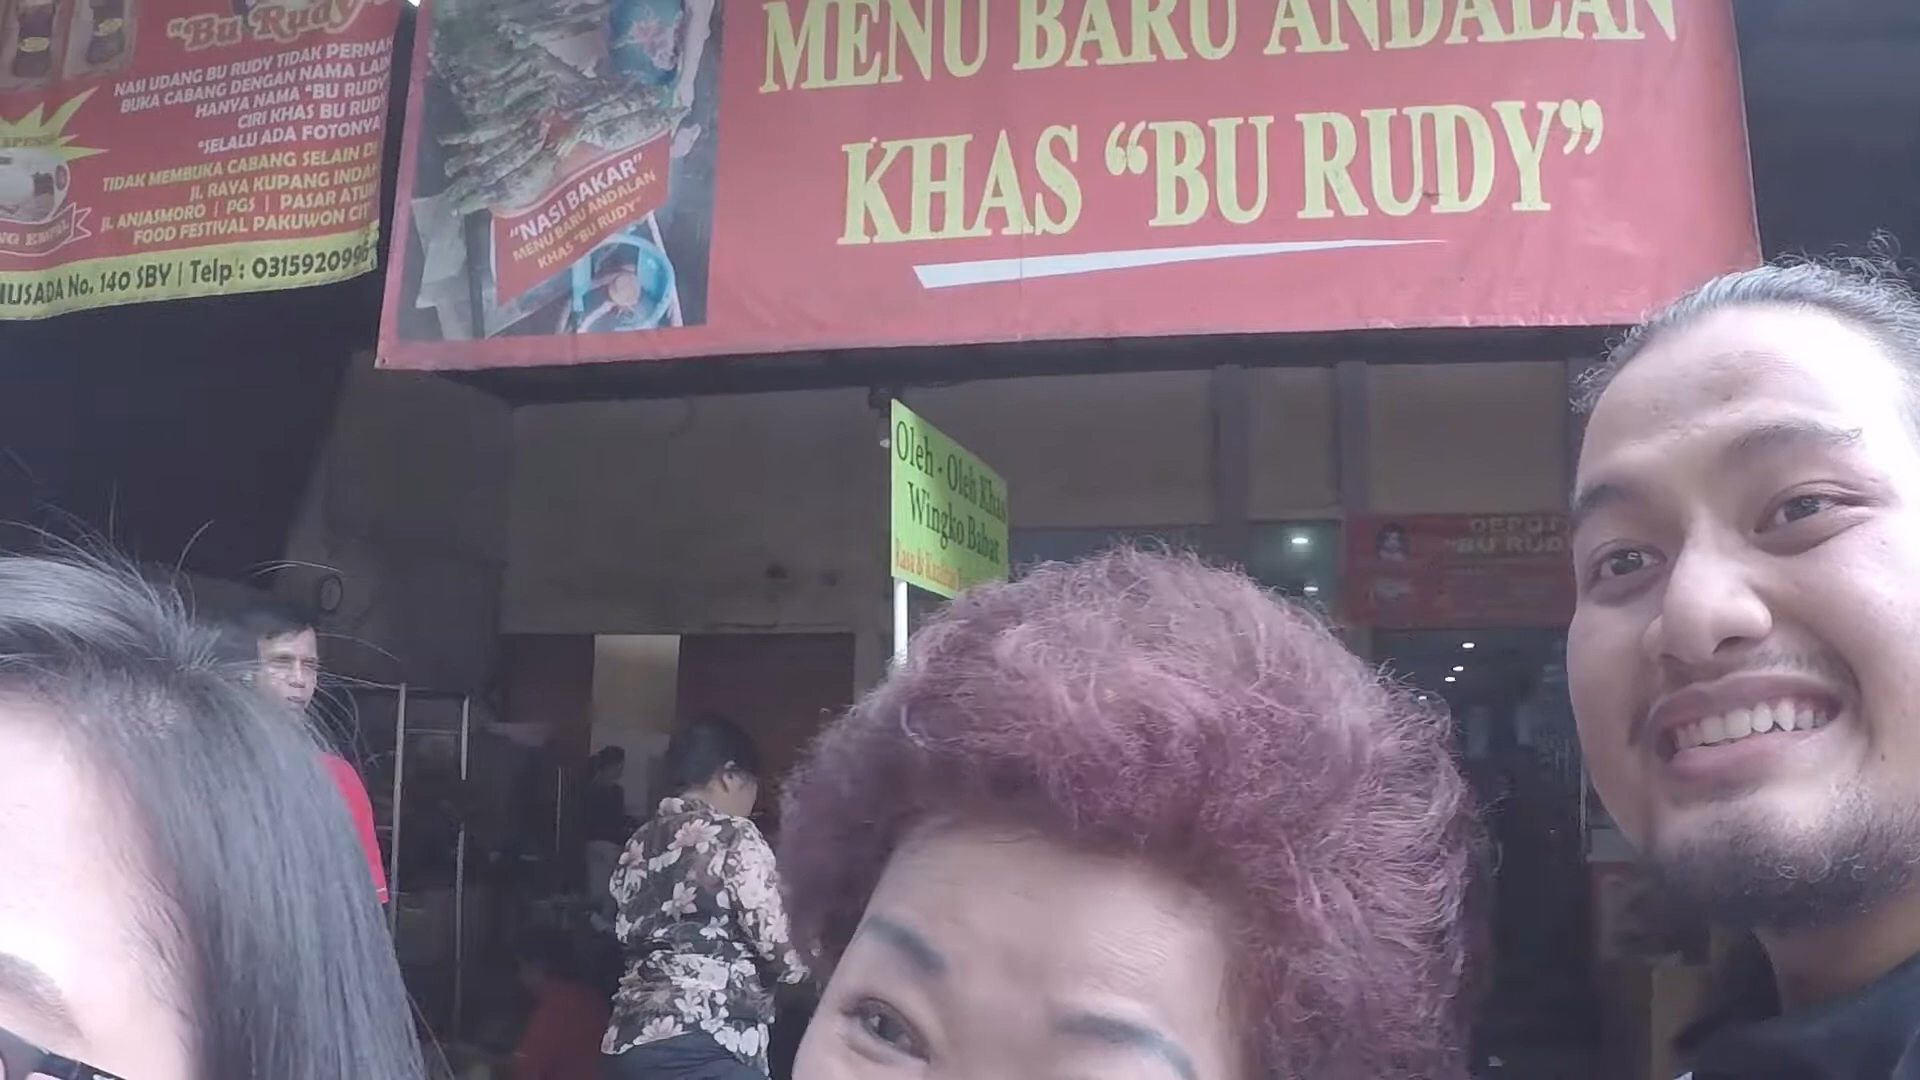 "Bu Rudy"
NASI UDANG BU RUDY TIDAK PERNAH
BUKA CABANG DENGAN NAMA LAIN
HANYA NAMA "BU RUDY"
CIRI KHAS BU RUDY
"SELALU ADA FOTONYA"
TIDAK MEMBUKA CABANG SELAIN DI
Jl. RAYA KUPANG INDAH
Jl. ANJASMORO | PGS | PASAR ATUM
FOOD FESTIVAL PAKUWON CITY
No. 140 SBY | Telp : 0315920996
MENU BARU ANDALAN
KHAS "BU RUDY"
"NASI BAKAR"
MENU BARU ANDALAN
KHAS "BU RUDY"
Oleh - Oleh Khas
Wingko Babat
Rasa &
DEPOT
"BU RUDY"